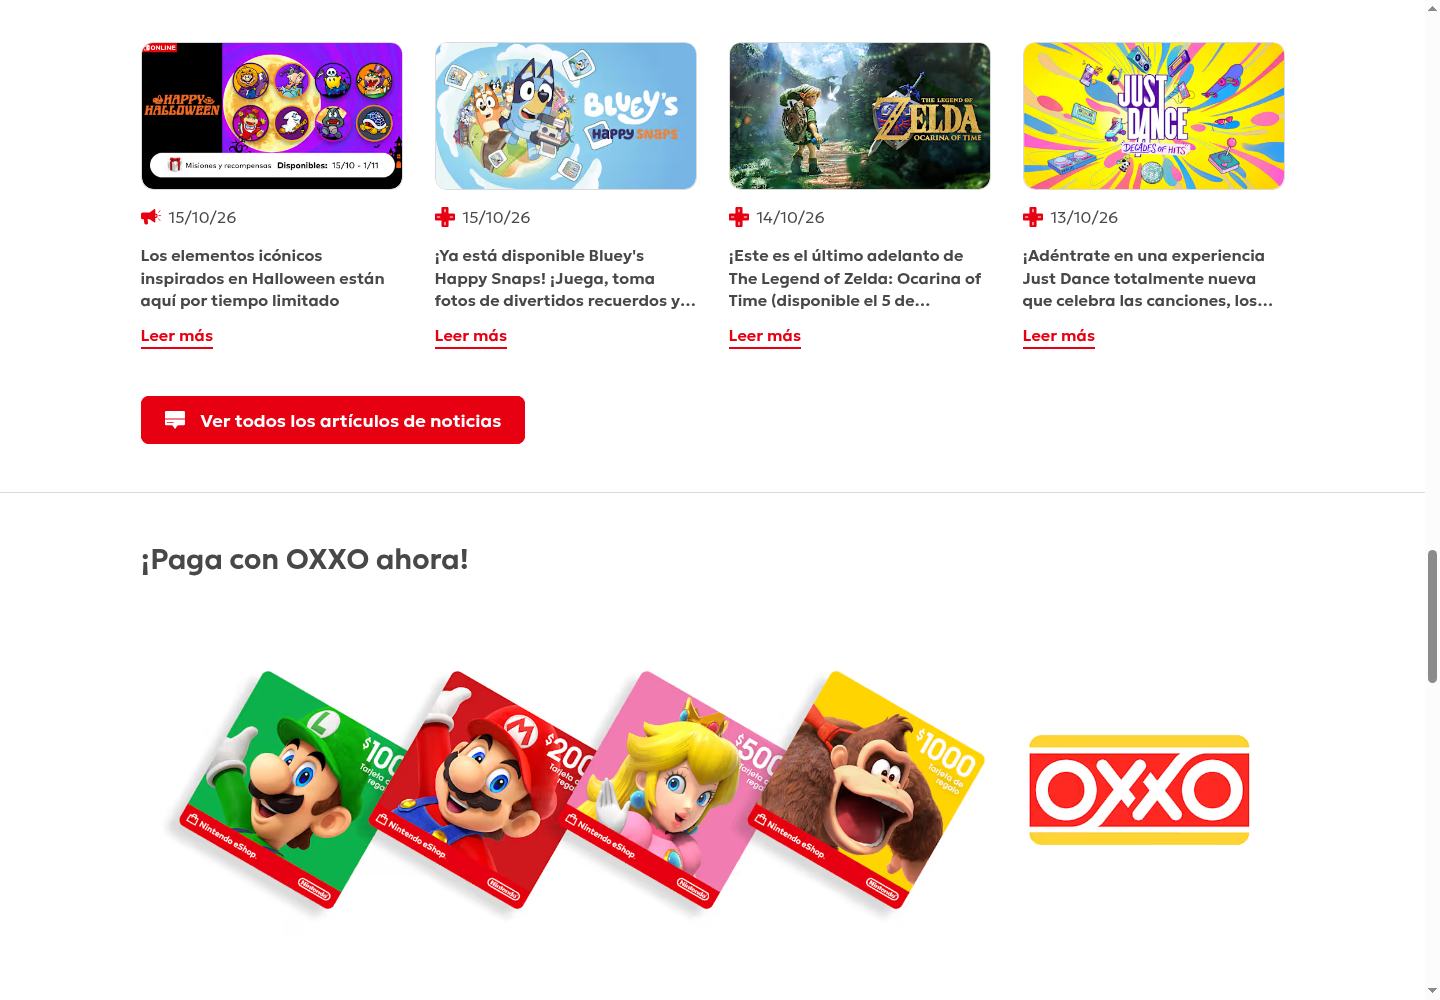 ONLINE
HAPPY
HALLOWEEN
Misiones y recompensas Disponibles: 15/10 - 1/11
BLUEY'S
HAPPY SNAPS
THE LEGEND OF
ZELDA
OCARINA OF TIME
JUST
DANCE
DECADES OF HITS
15/10/26
15/10/26
14/10/26
13/10/26
Los elementos icónicos
inspirados en Halloween están
aquí por tiempo limitado
¡Ya está disponible Bluey's
Happy Snaps! ¡Juega, toma
fotos de divertidos recuerdos y...
¡Este es el último adelanto de
The Legend of Zelda: Ocarina of
Time (disponible el 5 de...
¡Adéntrate en una experiencia
Just Dance totalmente nueva
que celebra las canciones, los...
Leer más
Leer más
Leer más
Leer más
Ver todos los artículos de noticias
¡Paga con OXXO ahora!
L
$100
Tarjeta d
rega
Nintendo eShop
Nintendo
M
$200
Tarjeta d
rega
Nintendo eShop
Nintendo
$500
Tarjeta d
rega
Nintendo eShop
Nintendo
$1000
Tarjeta de
regalo
Nintendo eShop
Nintendo
OXXO